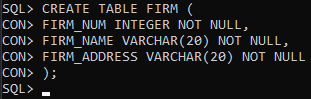 SQL> CREATE TABLE FIRM (
CON> FIRM_NUM INTEGER NOT NULL,
CON> FIRM_NAME VARCHAR(20) NOT NULL,
CON> FIRM_ADDRESS VARCHAR(20) NOT NULL
CON> );
SQL>